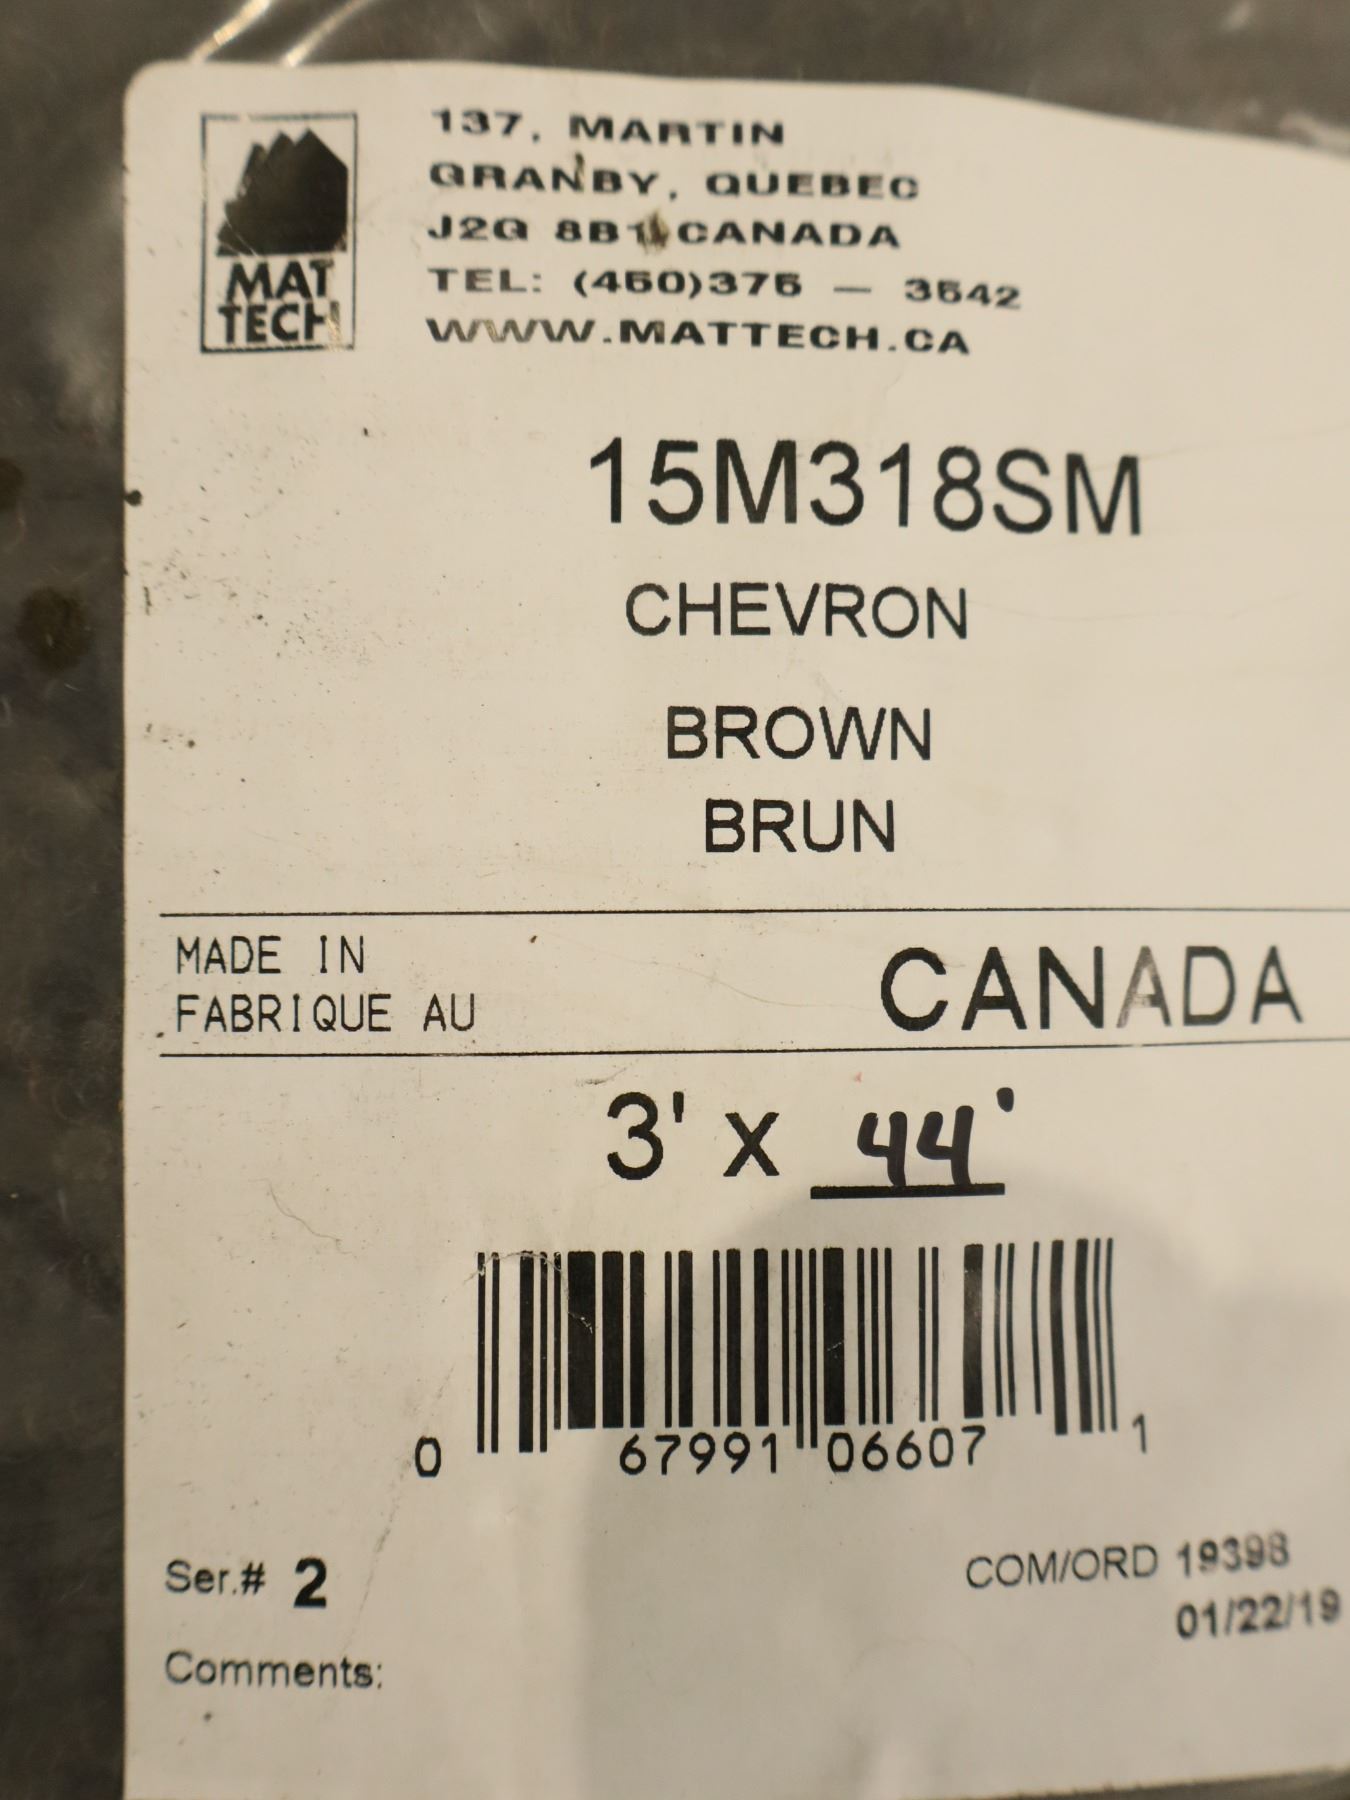 MAT
TECH
137, MARTIN
GRANBY, QUEBEC
J2G 8B1 CANADA
TEL: (450)375 — 3542
WWW.MATTECH.CA
15M318SM
CHEVRON
BROWN
BRUN
MADE IN
FABRIQUE AU
CANADA
3' x 44'
0 67991 06607 1
Ser.# 2
COM/ORD 19398
01/22/19
Comments: